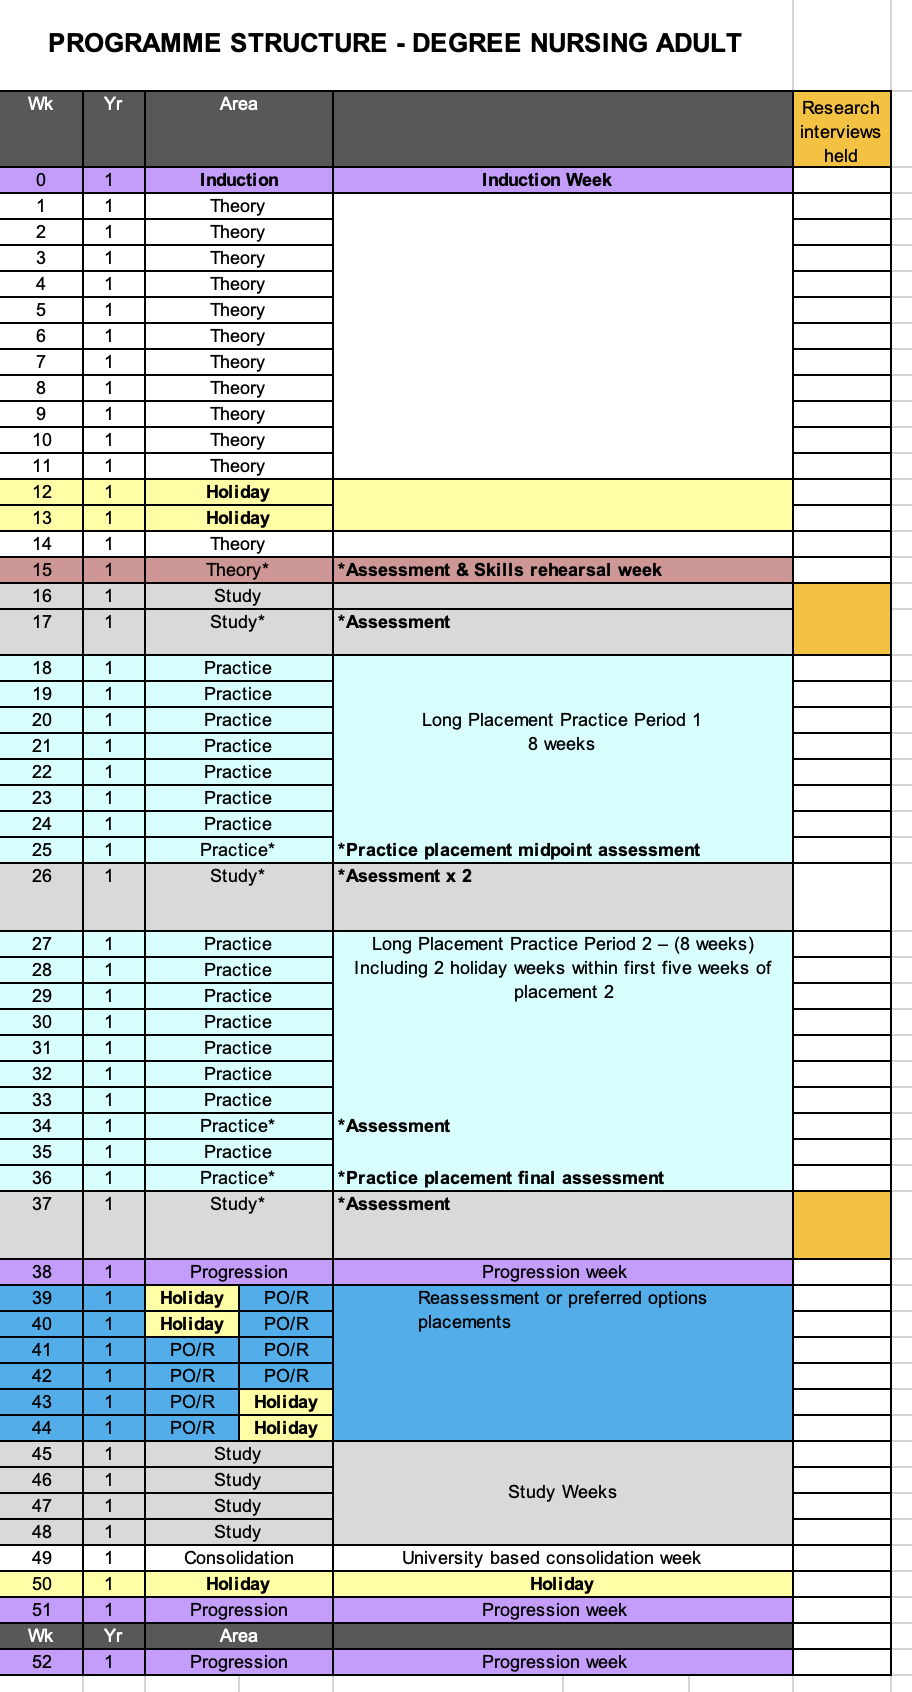 PROGRAMME STRUCTURE - DEGREE NURSING ADULT
Wk Yr Area Research
interviews
held
0 1 Induction Induction Week
1 1 Theory
2 1 Theory
3 1 Theory
4 1 Theory
5 1 Theory
6 1 Theory
7 1 Theory
8 1 Theory
9 1 Theory
10 1 Theory
11 1 Theory
12 1 Holiday
13 1 Holiday
14 1 Theory
15 1 Theory* *Assessment & Skills rehearsal week
16 1 Study
17 1 Study* *Assessment
18 1 Practice
19 1 Practice
20 1 Practice Long Placement Practice Period 1
21 1 Practice 8 weeks
22 1 Practice
23 1 Practice
24 1 Practice
25 1 Practice* *Practice placement midpoint assessment
26 1 Study* *Asessment x 2
27 1 Practice Long Placement Practice Period 2 – (8 weeks)
28 1 Practice Including 2 holiday weeks within first five weeks of
29 1 Practice placement 2
30 1 Practice
31 1 Practice
32 1 Practice
33 1 Practice
34 1 Practice* *Assessment
35 1 Practice
36 1 Practice* *Practice placement final assessment
37 1 Study* *Assessment
38 1 Progression Progression week
39 1 Holiday PO/R Reassessment or preferred options
40 1 Holiday PO/R placements
41 1 PO/R PO/R
42 1 PO/R PO/R
43 1 PO/R Holiday
44 1 PO/R Holiday
45 1 Study
46 1 Study
Study Weeks
47 1 Study
48 1 Study
49 1 Consolidation University based consolidation week
50 1 Holiday Holiday
51 1 Progression Progression week
Wk Yr Area
52 1 Progression Progression week